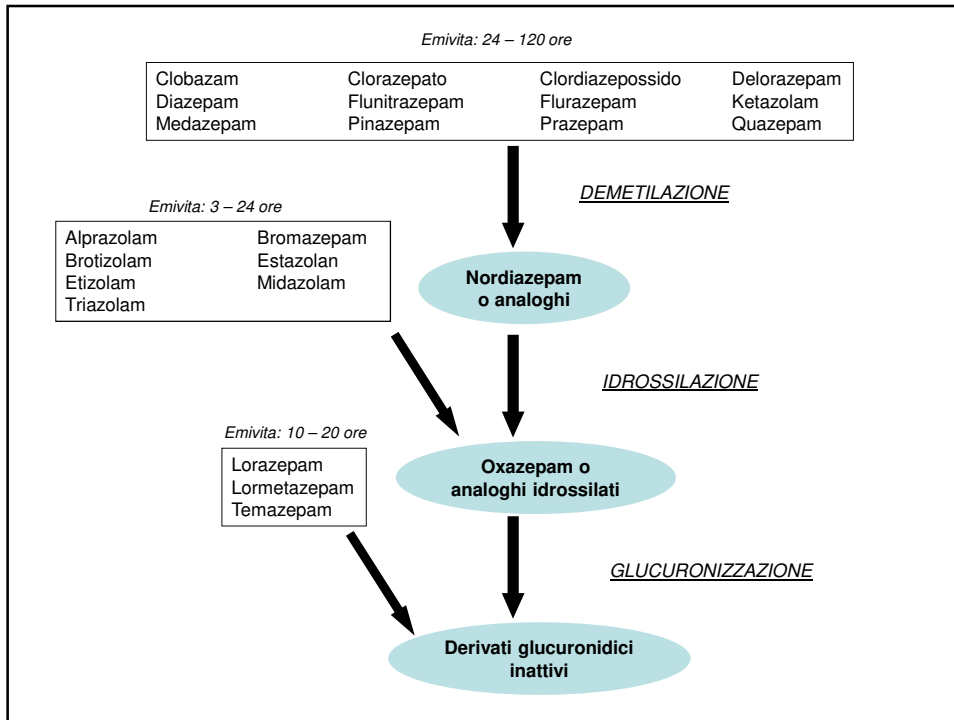 Emivita: 24 – 120 ore
Clobazam Clorazepato Clordiazepossido Delorazepam
Diazepam Flunitrazepam Flurazepam Ketazolam
Medazepam Pinazepam Prazepam Quazepam
DEMETILAZIONE
Emivita: 3 – 24 ore
Alprazolam Bromazepam
Brotizolam Estazolan
Etizolam Midazolam
Triazolam
Nordiazepam
o analoghi
IDROSSILAZIONE
Emivita: 10 – 20 ore
Lorazepam
Lormetazepam
Temazepam
Oxazepam o
analoghi idrossilati
GLUCURONIZZAZIONE
Derivati glucuronidici
inattivi